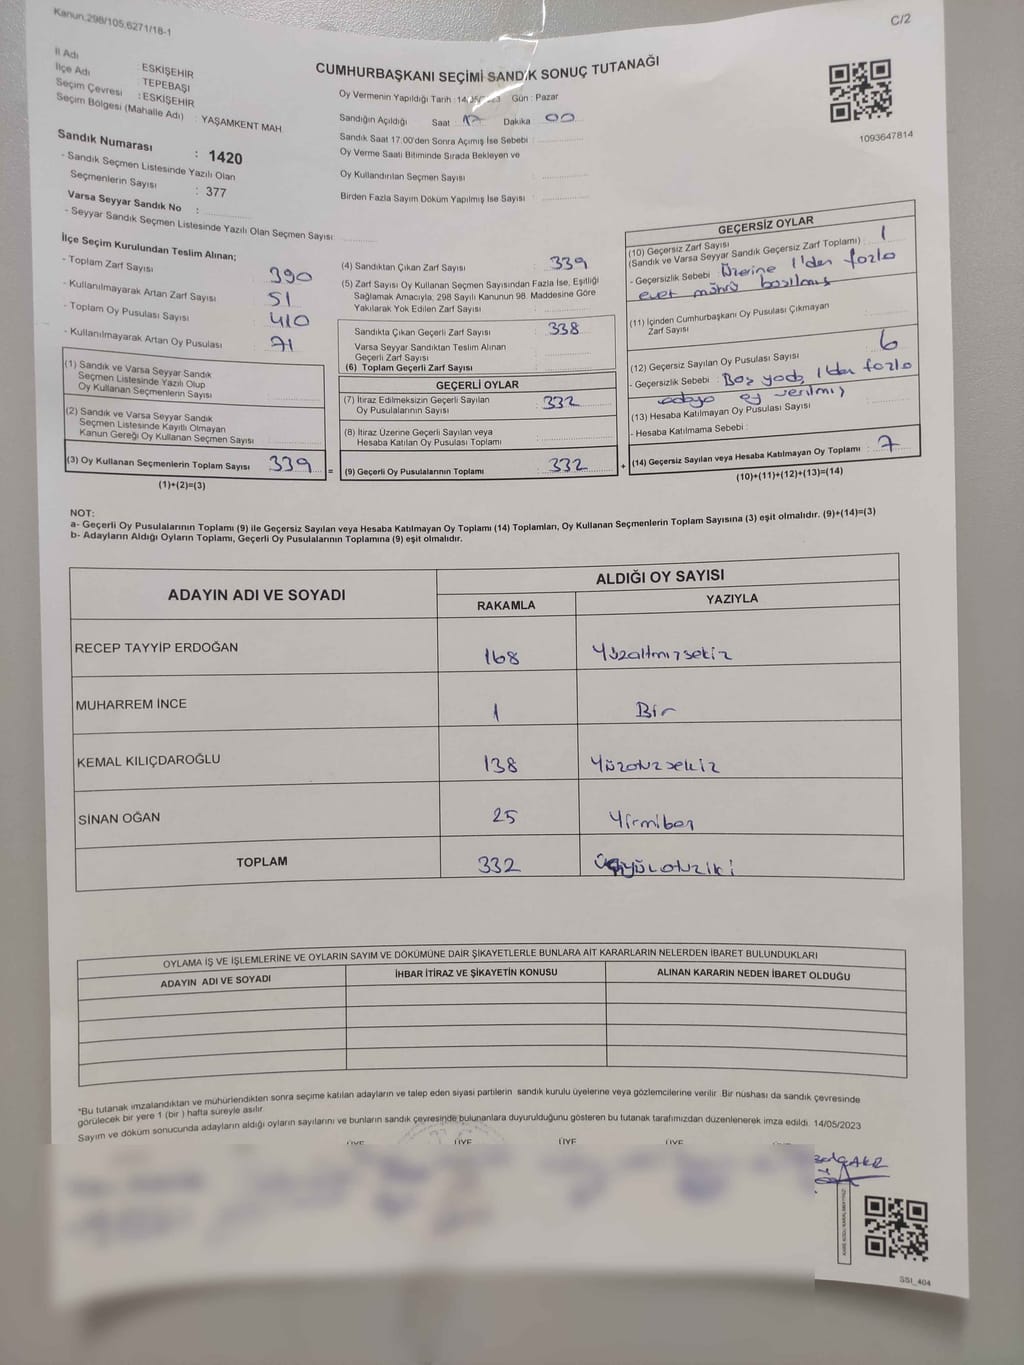 Kanun.298/105,6271/18-1
C/2
İl Adı : ESKİŞEHİR
İlçe Adı : TEPEBAŞI
Seçim Çevresi : ESKİŞEHİR
Seçim Bölgesi (Mahalle Adı) : YAŞAMKENT MAH.
Sandık Numarası : 1420
- Sandık Seçmen Listesinde Yazılı Olan
Seçmenlerin Sayısı : 377
Varsa Seyyar Sandık No :
- Seyyar Sandık Seçmen Listesinde Yazılı Olan Seçmen Sayısı:
CUMHURBAŞKANI SEÇİMİ SANDIK SONUÇ TUTANAĞI
Oy Vermenin Yapıldığı Tarih : Gün : Pazar
Sandığın Açıldığı Saat 17 Dakika 00
Sandık Saat 17:00'den Sonra Açımış İse Sebebi :
Oy Verme Saati Bitiminde Sırada Bekleyen ve
Oy Kullandırılan Seçmen Sayısı :
Birden Fazla Sayım Döküm Yapılmış İse Sayısı :
1093647814
İlçe Seçim Kurulundan Teslim Alınan;
- Toplam Zarf Sayısı : 390
- Kullanılmayarak Artan Zarf Sayısı : 51
- Toplam Oy Pusulası Sayısı : 410
- Kullanılmayarak Artan Oy Pusulası : 71
(1) Sandık ve Varsa Seyyar Sandık
Seçmen Listesinde Yazılı Olup
Oy Kullanan Seçmenlerin Sayısı :
(2) Sandık ve Varsa Seyyar Sandık
Seçmen Listesinde Kayıtlı Olmayan
Kanun Gereği Oy Kullanan Seçmen Sayısı :
(3) Oy Kullanan Seçmenlerin Toplam Sayısı : 339
(1)+(2)=(3)
(4) Sandıktan Çıkan Zarf Sayısı : 339
(5) Zarf Sayısı Oy Kullanan Seçmen Sayısından Fazla İse, Eşitliği
Sağlamak Amacıyla; 298 Sayılı Kanunun 98. Maddesine Göre
Yakılarak Yok Edilen Zarf Sayısı :
Sandıkta Çıkan Geçerli Zarf Sayısı : 338
Varsa Seyyar Sandıktan Teslim Alınan
Geçerli Zarf Sayısı :
(6) Toplam Geçerli Zarf Sayısı :
GEÇERLİ OYLAR
(7) İtiraz Edilmeksizin Geçerli Sayılan
Oy Pusulalarının Sayısı : 332
(8) İtiraz Üzerine Geçerli Sayılan veya
Hesaba Katılan Oy Pusulası Toplamı :
= (9) Geçerli Oy Pusulalarının Toplamı : 332 +
GEÇERSİZ OYLAR
(10) Geçersiz Zarf Sayısı
(Sandık ve Varsa Seyyar Sandık Geçersiz Zarf Toplamı) : 1
- Geçersizlik Sebebi : Üzerine 1'den fazla
evet mührü basılmış
(11) İçinden Cumhurbaşkanı Oy Pusulası Çıkmayan
Zarf Sayısı :
(12) Geçersiz Sayılan Oy Pusulası Sayısı : 6
- Geçersizlik Sebebi : 1'den fazla
adaya oy verilmiş
(13) Hesaba Katılmayan Oy Pusulası Sayısı :
- Hesaba Katılmama Sebebi :
(14) Geçersiz Sayılan veya Hesaba Katılmayan Oy Toplamı : 7
(10)+(11)+(12)+(13)=(14)
NOT:
a- Geçerli Oy Pusulalarının Toplamı (9) ile Geçersiz Sayılan veya Hesaba Katılmayan Oy Toplamı (14) Toplamları, Oy Kullanan Seçmenlerin Toplam Sayısına (3) eşit olmalıdır. (9)+(14)=(3)
b- Adayların Aldığı Oyların Toplamı, Geçerli Oy Pusulalarının Toplamına (9) eşit olmalıdır.
ADAYIN ADI VE SOYADI
ALDIĞI OY SAYISI
RAKAMLA YAZIYLA
RECEP TAYYİP ERDOĞAN 168 Yüzaltmışsekiz
MUHARREM İNCE 1 Bir
KEMAL KILIÇDAROĞLU 138 Yüzotuzsekiz
SİNAN OĞAN 25 Yirmibeş
TOPLAM 332 Üçyüzotuziki
OYLAMA İŞ VE İŞLEMLERİNE VE OYLARIN SAYIM VE DÖKÜMÜNE DAİR ŞİKAYETLERLE BUNLARA AİT KARARLARIN NELERDEN İBARET BULUNDUKLARI
ADAYIN ADI VE SOYADI İHBAR İTİRAZ VE ŞİKAYETİN KONUSU ALINAN KARARIN NEDEN İBARET OLDUĞU
*Bu tutanak imzalandıktan ve mühürlendikten sonra seçime katılan adayların ve talep eden siyasi partilerin sandık kurulu üyelerine veya gözlemcilerine verilir. Bir nüshası da sandık çevresinde
görülecek bir yere 1 (bir ) hafta süreyle asılır.
Sayım ve döküm sonucunda adayların aldığı oyların sayılarını ve bunların sandık çevresinde bulunanlara duyurulduğunu gösteren bu tutanak tarafımızdan düzenlenerek imza edildi. 14/05/2023
ÜYE ÜYE ÜYE ÜYE
SSI_404